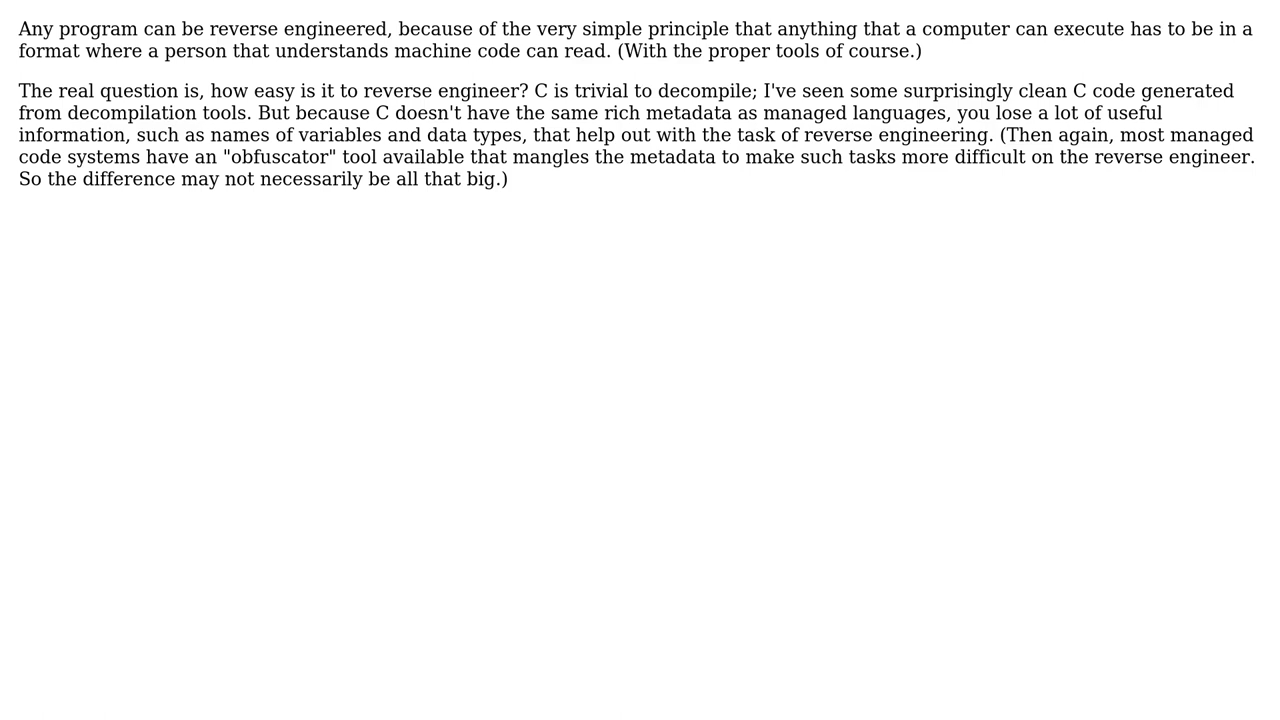 Any program can be reverse engineered, because of the very simple principle that anything that a computer can execute has to be in a
format where a person that understands machine code can read. (With the proper tools of course.)
The real question is, how easy is it to reverse engineer? C is trivial to decompile; I've seen some surprisingly clean C code generated
from decompilation tools. But because C doesn't have the same rich metadata as managed languages, you lose a lot of useful
information, such as names of variables and data types, that help out with the task of reverse engineering. (Then again, most managed
code systems have an "obfuscator" tool available that mangles the metadata to make such tasks more difficult on the reverse engineer.
So the difference may not necessarily be all that big.)